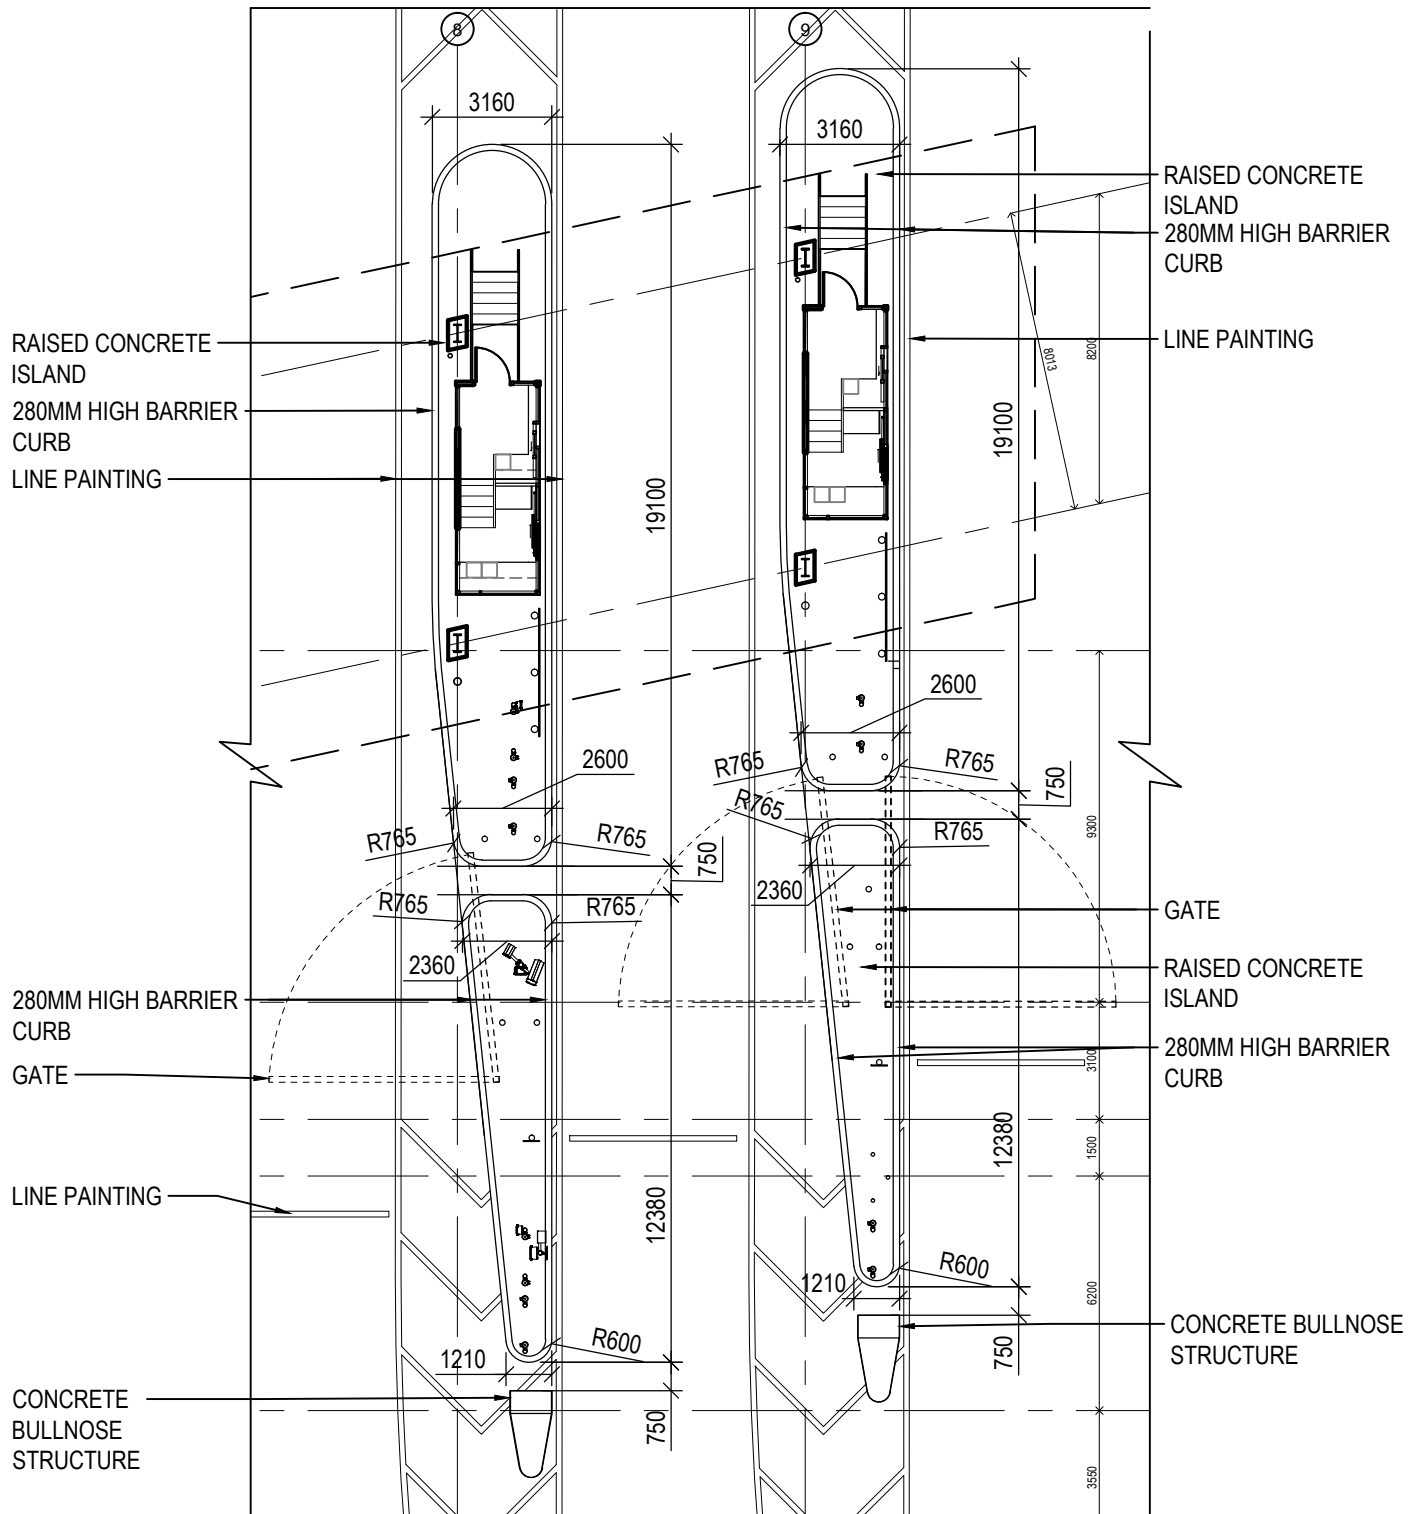 8
9
3160
3160
RAISED CONCRETE
ISLAND
280MM HIGH BARRIER
CURB
LINE PAINTING
8013
8200
RAISED CONCRETE
ISLAND
280MM HIGH BARRIER
CURB
LINE PAINTING
19100
19100
2600
2600
R765
R765
750
R765
R765
9300
R765
R765
750
2360
R765
R765
2360
GATE
RAISED CONCRETE
ISLAND
280MM HIGH BARRIER
CURB
280MM HIGH BARRIER
CURB
GATE
3100
1500
12380
12380
LINE PAINTING
R600
1210
6200
750
CONCRETE BULLNOSE
STRUCTURE
R600
1210
750
CONCRETE
BULLNOSE
STRUCTURE
3550